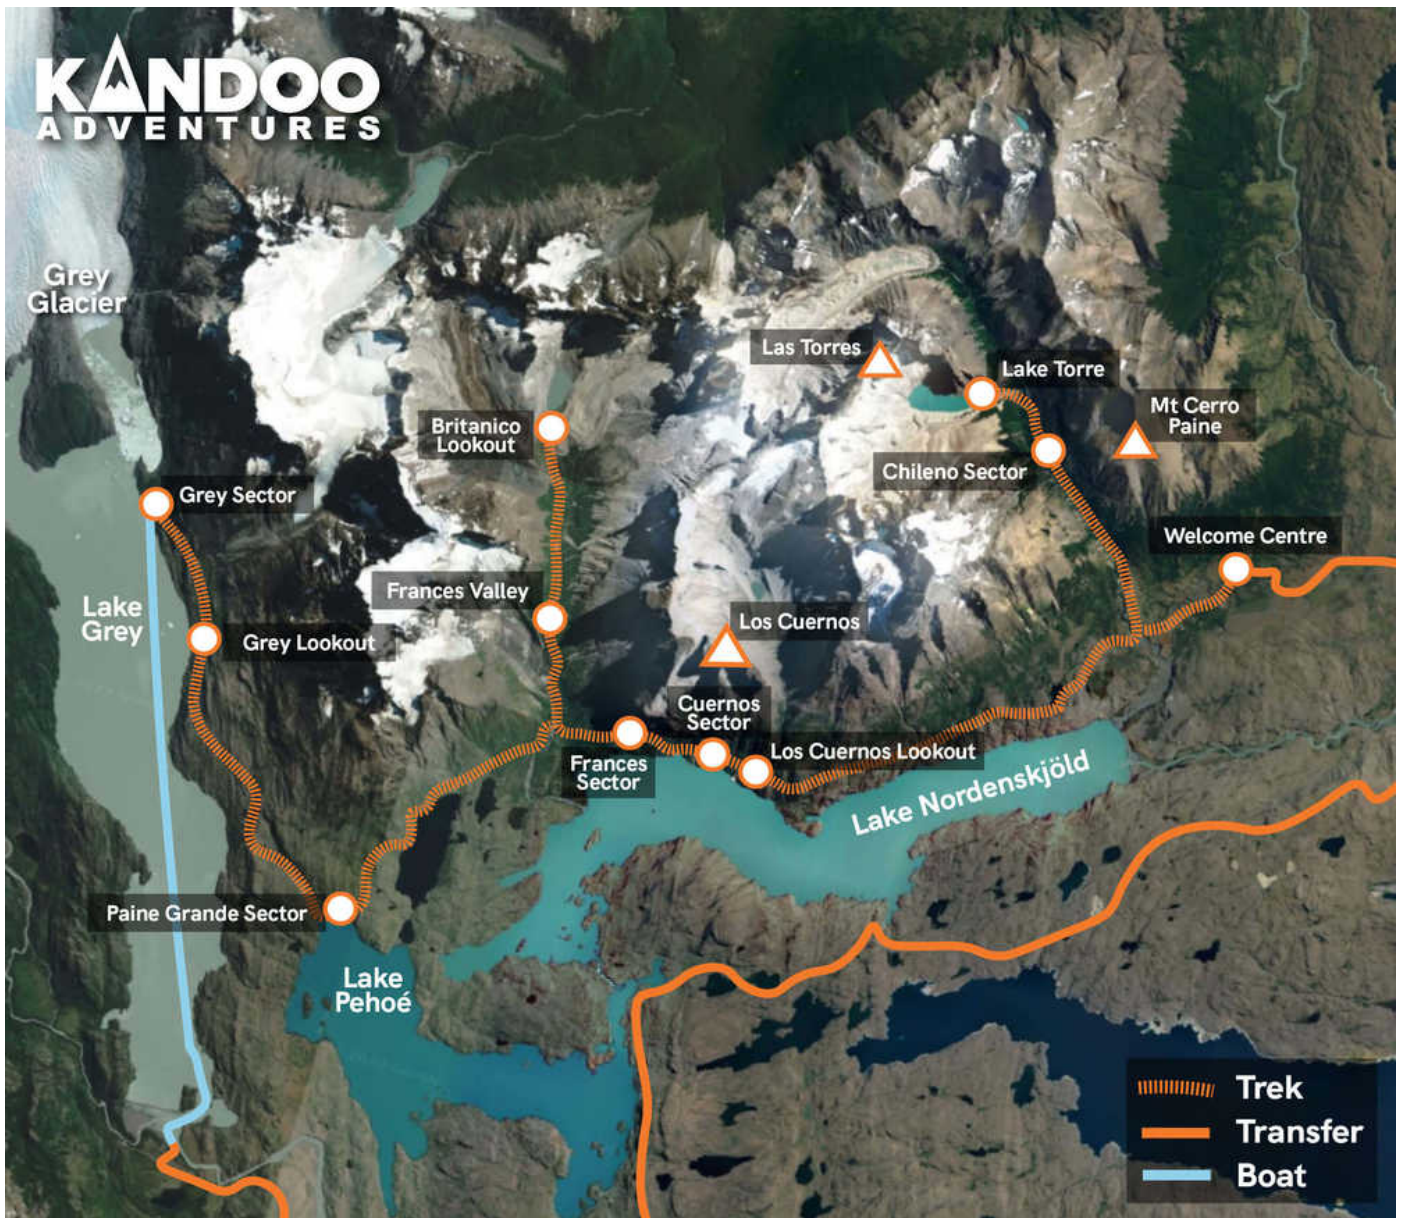 KANDOO
ADVENTURES
Grey
Glacier
Las Torres
Lake Torre
Mt Cerro
Paine
Britanico
Lookout
Chileno Sector
Grey Sector
Welcome Centre
Frances Valley
Lake
Grey
Grey Lookout
Los Cuernos
Cuernos
Sector
Frances
Sector
Los Cuernos Lookout
Lake Nordenskjöld
Paine Grande Sector
Lake
Pehoé
Trek
Transfer
Boat